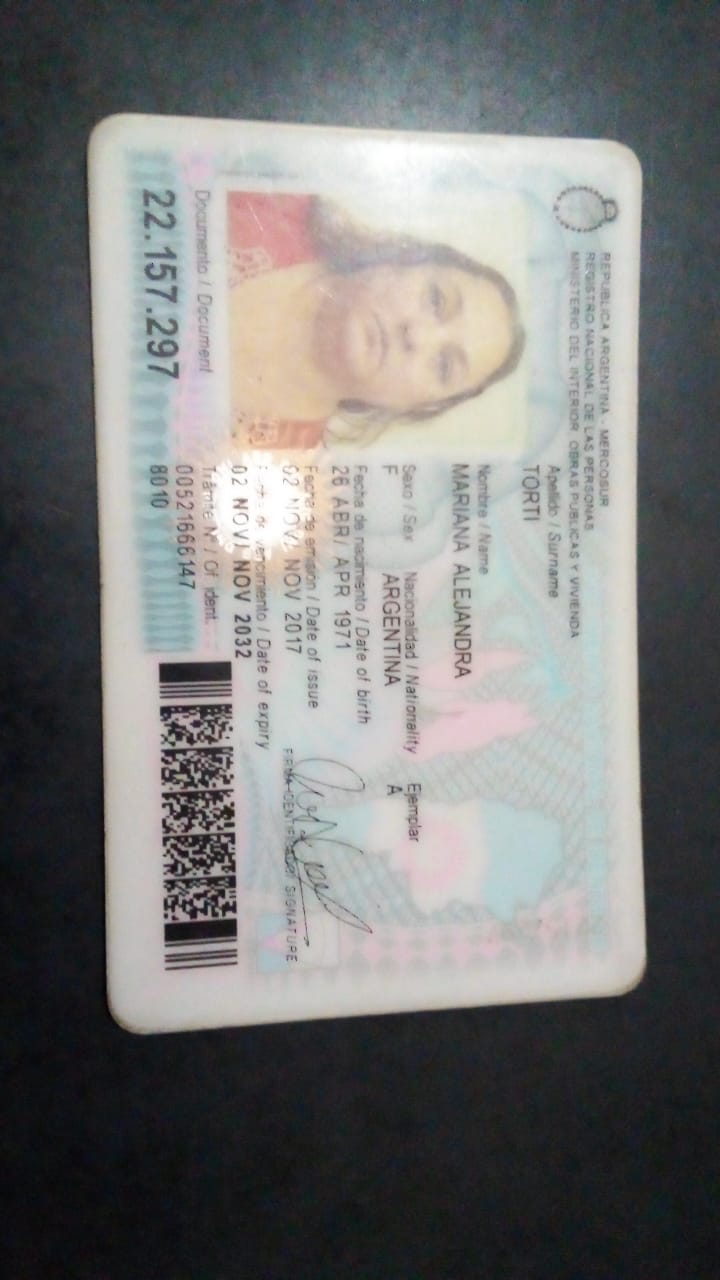 REPUBLICA ARGENTINA - MERCOSUR
REGISTRO NACIONAL DE LAS PERSONAS
MINISTERIO DEL INTERIOR, OBRAS PUBLICAS Y VIVIENDA
Apellido / Surname
TORTI
Nombre / Name
MARIANA ALEJANDRA
Sexo / Sex Nacionalidad / Nationality Ejemplar
F ARGENTINA A
Fecha de nacimiento / Date of birth
26 ABR/ APR 1971
Fecha de emisión / Date of issue
02 NOV/ NOV 2017
Fecha de vencimiento / Date of expiry
02 NOV/ NOV 2032
FIRMA IDENTIFICADO / SIGNATURE
Trámite Nº / Of. ident.
00521666147
8010
Documento / Document
22.157.297